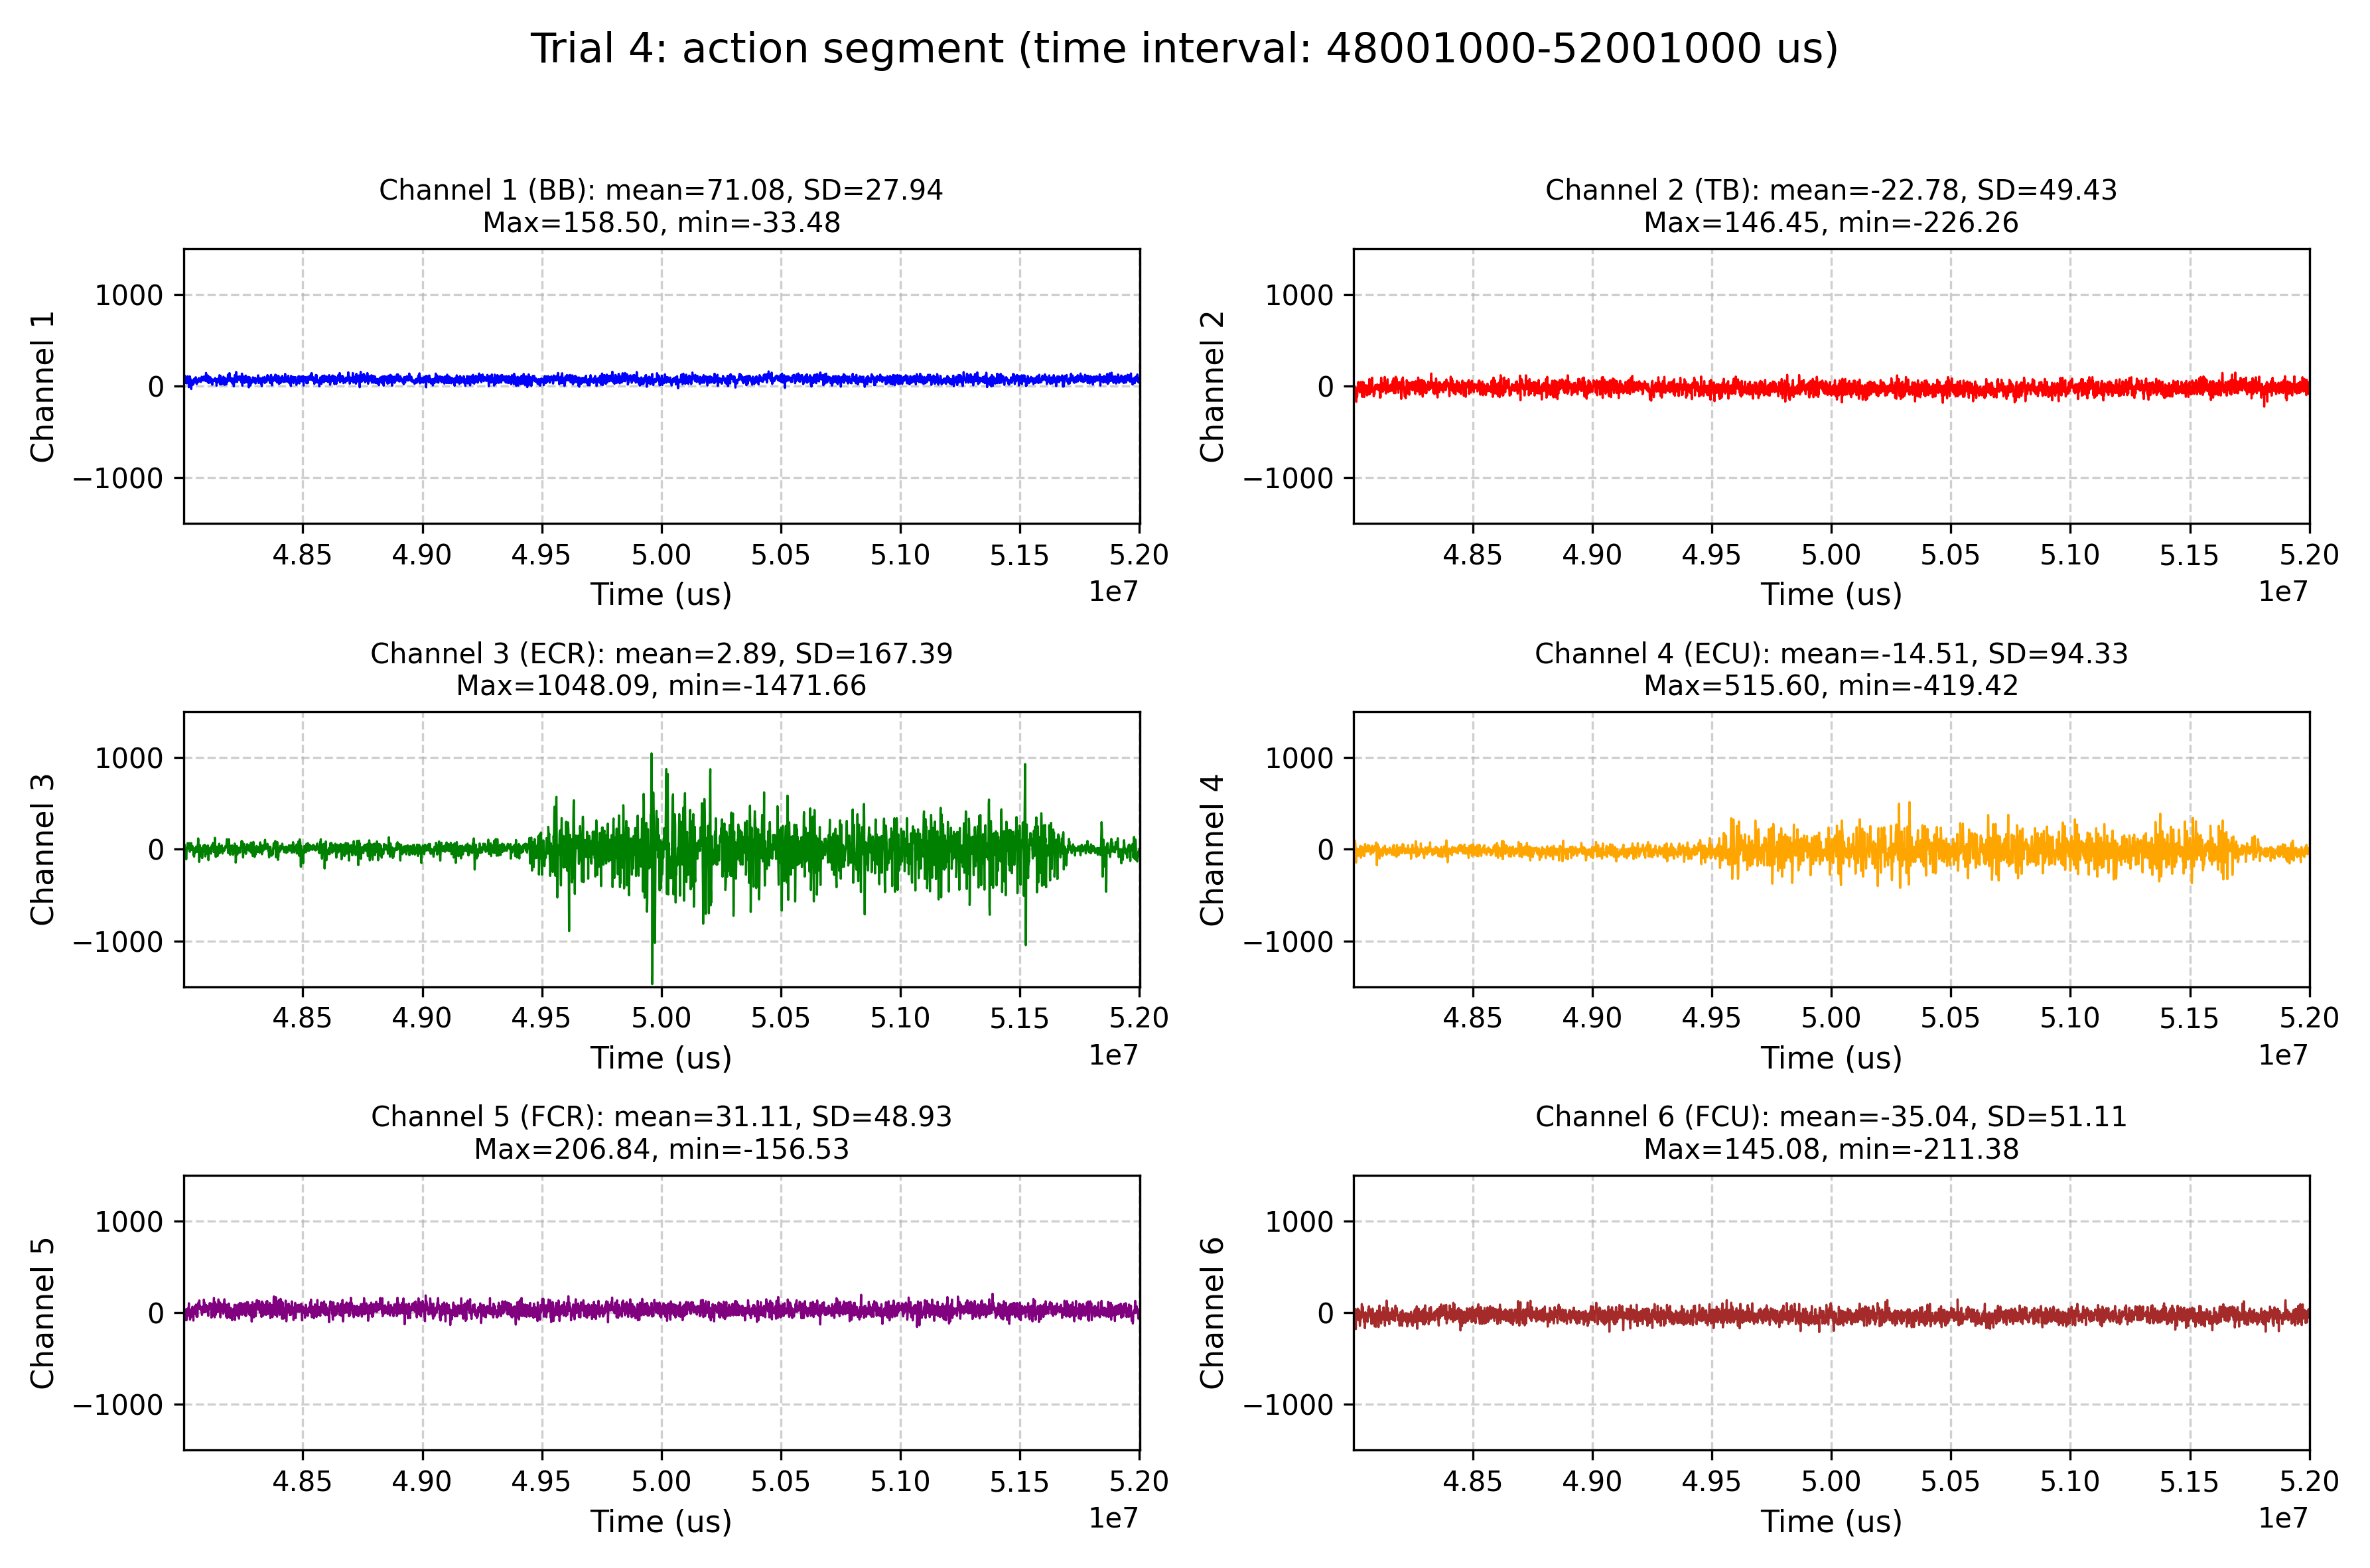 Trial 4: action segment (time interval: 48001000-52001000 us)
Channel 1 (BB): mean=71.08, SD=27.94
Max=158.50, min=-33.48
Channel 1
1000
0
−1000
4.85 4.90 4.95 5.00 5.05 5.10 5.15 5.20
Time (us)
1e7
Channel 2 (TB): mean=-22.78, SD=49.43
Max=146.45, min=-226.26
Channel 2
1000
0
−1000
4.85 4.90 4.95 5.00 5.05 5.10 5.15 5.20
Time (us)
1e7
Channel 3 (ECR): mean=2.89, SD=167.39
Max=1048.09, min=-1471.66
Channel 3
1000
0
−1000
4.85 4.90 4.95 5.00 5.05 5.10 5.15 5.20
Time (us)
1e7
Channel 4 (ECU): mean=-14.51, SD=94.33
Max=515.60, min=-419.42
Channel 4
1000
0
−1000
4.85 4.90 4.95 5.00 5.05 5.10 5.15 5.20
Time (us)
1e7
Channel 5 (FCR): mean=31.11, SD=48.93
Max=206.84, min=-156.53
Channel 5
1000
0
−1000
4.85 4.90 4.95 5.00 5.05 5.10 5.15 5.20
Time (us)
1e7
Channel 6 (FCU): mean=-35.04, SD=51.11
Max=145.08, min=-211.38
Channel 6
1000
0
−1000
4.85 4.90 4.95 5.00 5.05 5.10 5.15 5.20
Time (us)
1e7